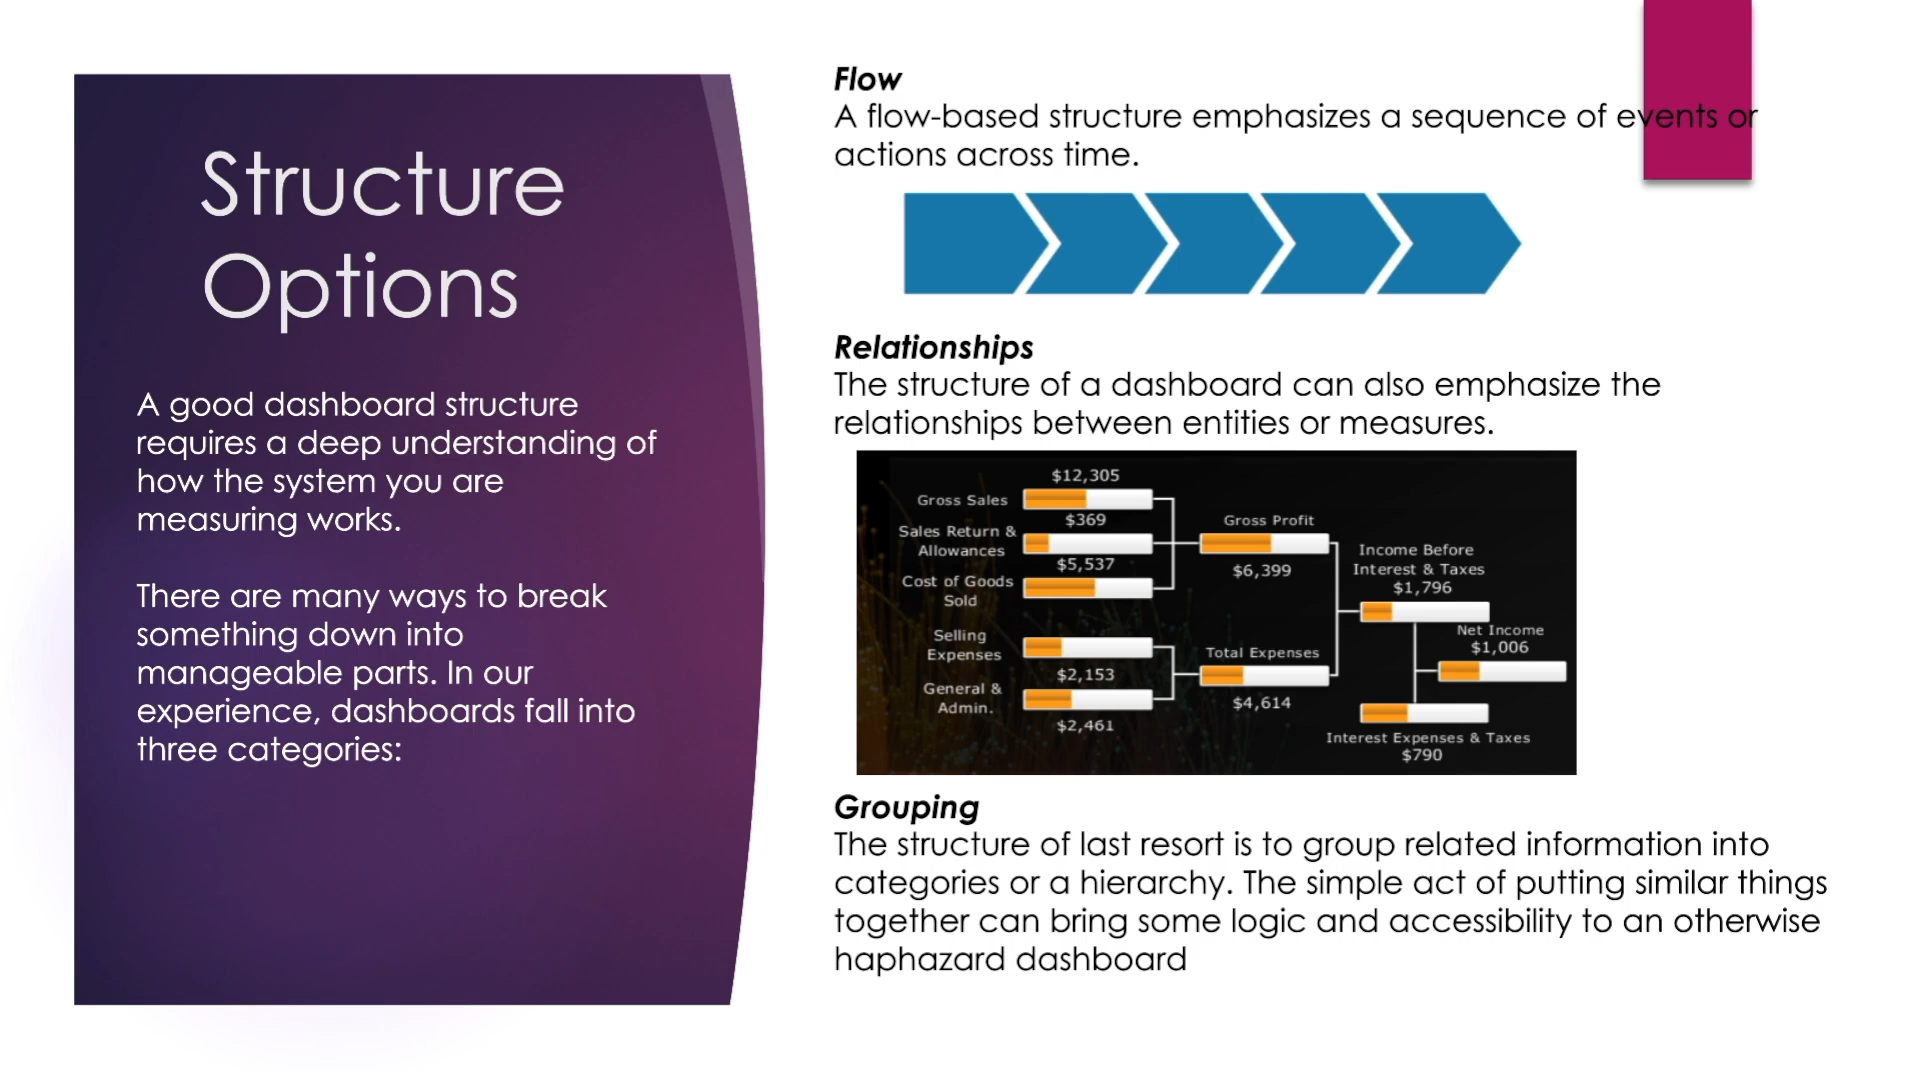 Structure
Options
A good dashboard structure
requires a deep understanding of
how the system you are
measuring works.
There are many ways to break
something down into
manageable parts. In our
experience, dashboards fall into
three categories:
Flow
A flow-based structure emphasizes a sequence of events or
actions across time.
Relationships
The structure of a dashboard can also emphasize the
relationships between entities or measures.
$12,305
Gross Sales
$369
Sales Return &
Allowances
$5,537
Cost of Goods
Sold
Gross Profit
$6,399
Selling
Expenses
$2,153
General &
Admin.
$2,461
Total Expenses
$4,614
Income Before
Interest & Taxes
$1,796
Net Income
$1,006
Interest Expenses & Taxes
$790
Grouping
The structure of last resort is to group related information into
categories or a hierarchy. The simple act of putting similar things
together can bring some logic and accessibility to an otherwise
haphazard dashboard